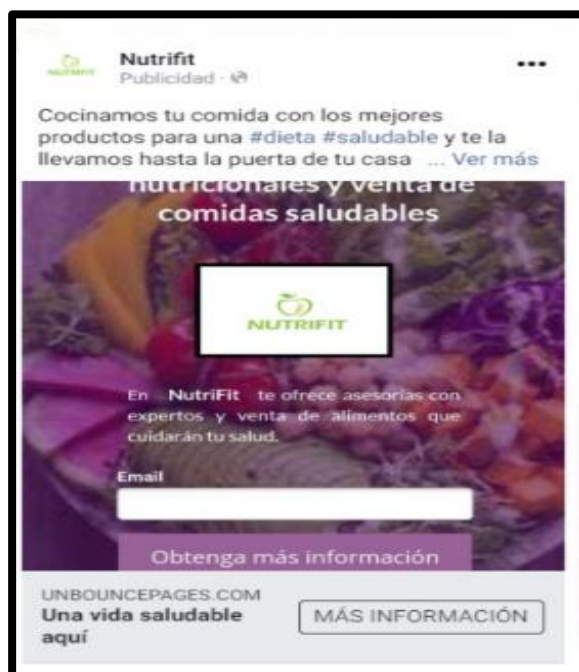 Nutrifit
Publicidad ·
Cocinamos tu comida con los mejores
productos para una #dieta #saludable y te la
llevamos hasta la puerta de tu casa ... Ver más
nutricionales y venta de
comidas saludables
NUTRIFIT
En NutriFit te ofrece asesorías con
expertos y venta de alimentos que
cuidarán tu salud.
Email
Obtenga más información
UNBOUNCEPAGES.COM
Una vida saludable
aquí
MÁS INFORMACIÓN